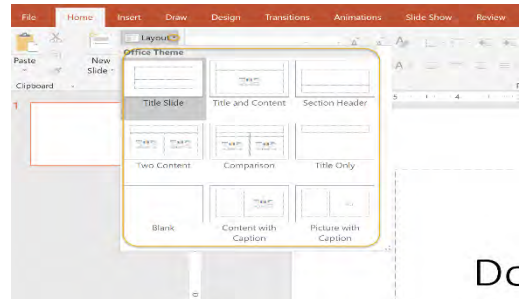 File Home Insert Draw Design Transitions Animations Slide Show Review
Layout
Paste New Slide
Clipboard
Office Theme
5 4
1
Title Slide Title and Content Section Header
Two Content Comparison Title Only
Blank Content with Caption Picture with Caption
Do